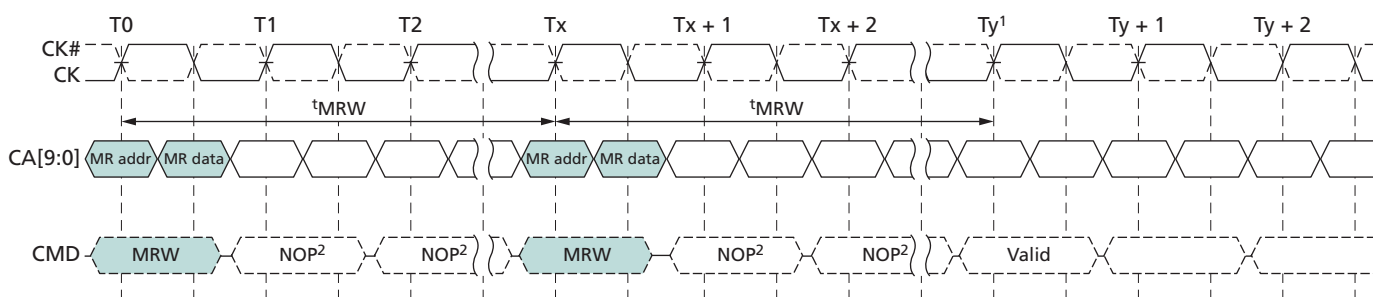 T0 T1 T2 Tx Tx + 1 Tx + 2 Ty¹ Ty + 1 Ty + 2
CK#
CK
ᵗMRW ᵗMRW
CA[9:0] MR addr MR data MR addr MR data
CMD MRW NOP² NOP² MRW NOP² NOP² Valid